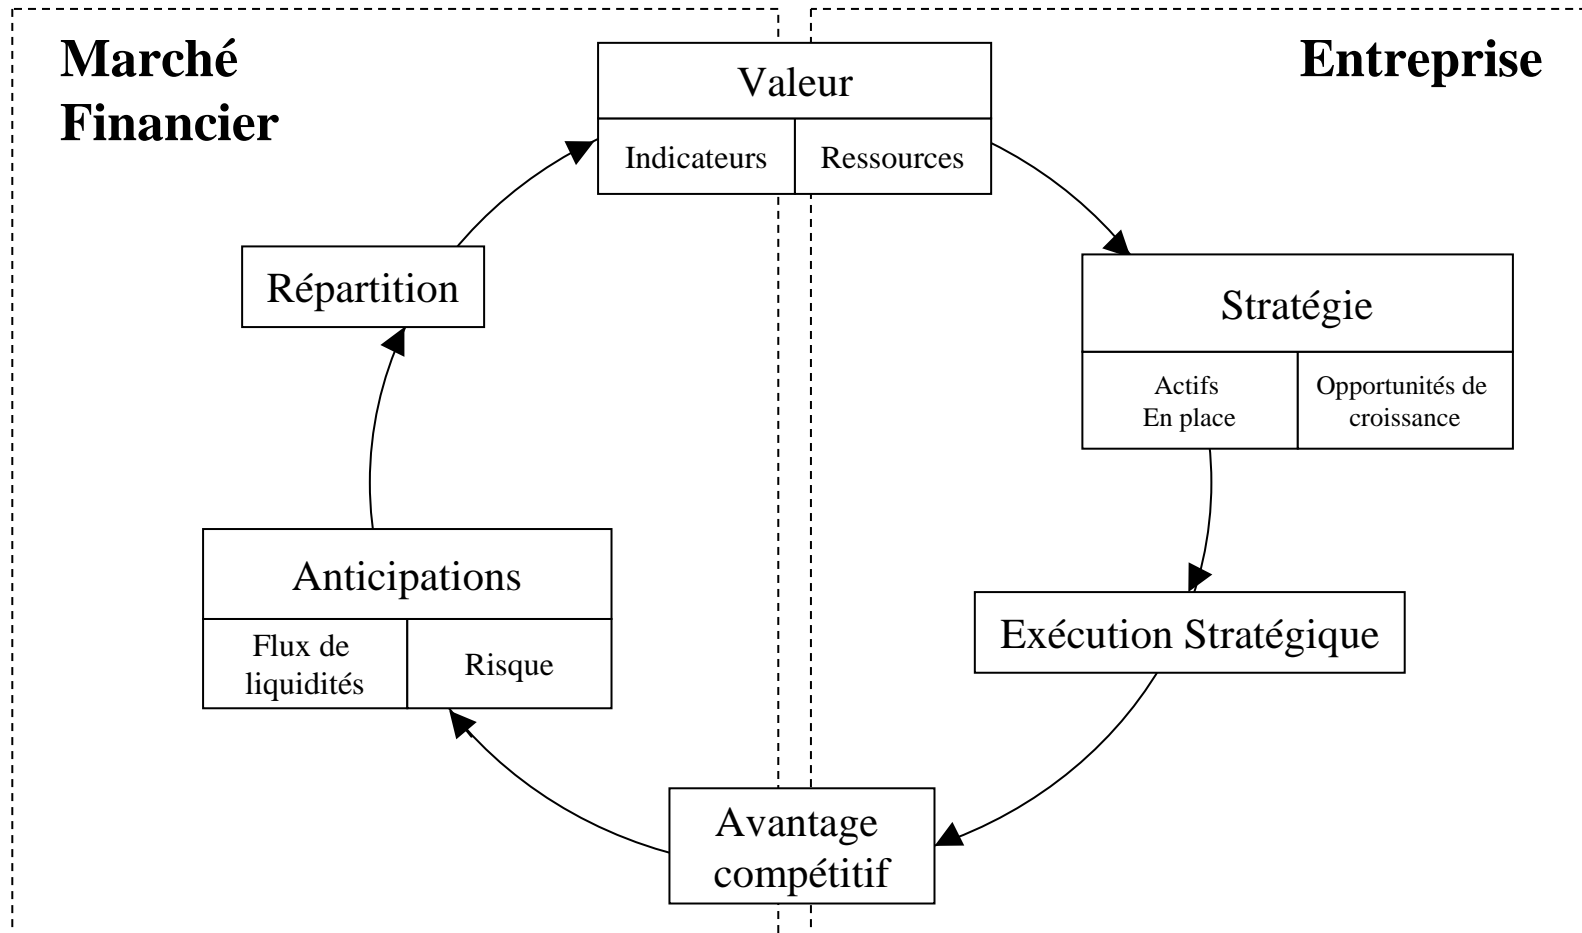 Marché
Financier
Entreprise
Valeur
Indicateurs
Ressources
Répartition
Stratégie
Actifs
En place
Opportunités de
croissance
Anticipations
Flux de
liquidités
Risque
Exécution Stratégique
Avantage
compétitif